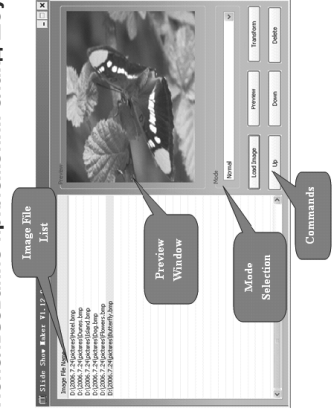 Slide Show Maker V1.12.
Image File Name
D:\2006.7.24\pictures\Hotel.bmp
D:\2006.7.24\pictures\Dunes.bmp
D:\2006.7.24\pictures\Island.bmp
D:\2006.7.24\pictures\Dog.bmp
D:\2006.7.24\pictures\Flowers.bmp
D:\2006.7.24\pictures\Butterfly.bmp
Image File
List
Preview
Window
Mode
Selection
Commands
Preview
Mode
Normal
Load Image
Preview
Transform
Up
Down
Delete